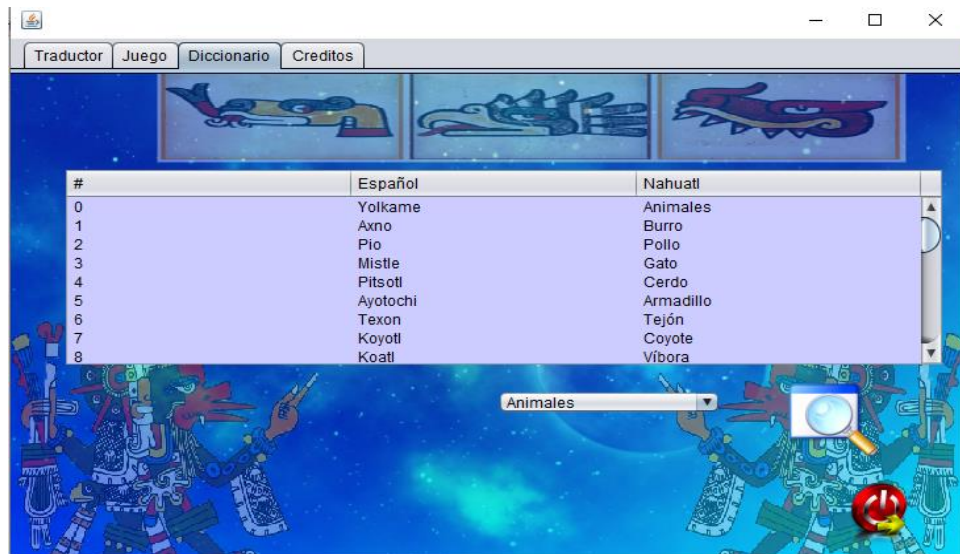 Traductor Juego Diccionario Creditos
# Español Nahuatl
0 Yolkame Animales
1 Axno Burro
2 Pio Pollo
3 Mistle Gato
4 Pitsotl Cerdo
5 Ayotochi Armadillo
6 Texon Tejón
7 Koyotl Coyote
8 Koatl Víbora
Animales